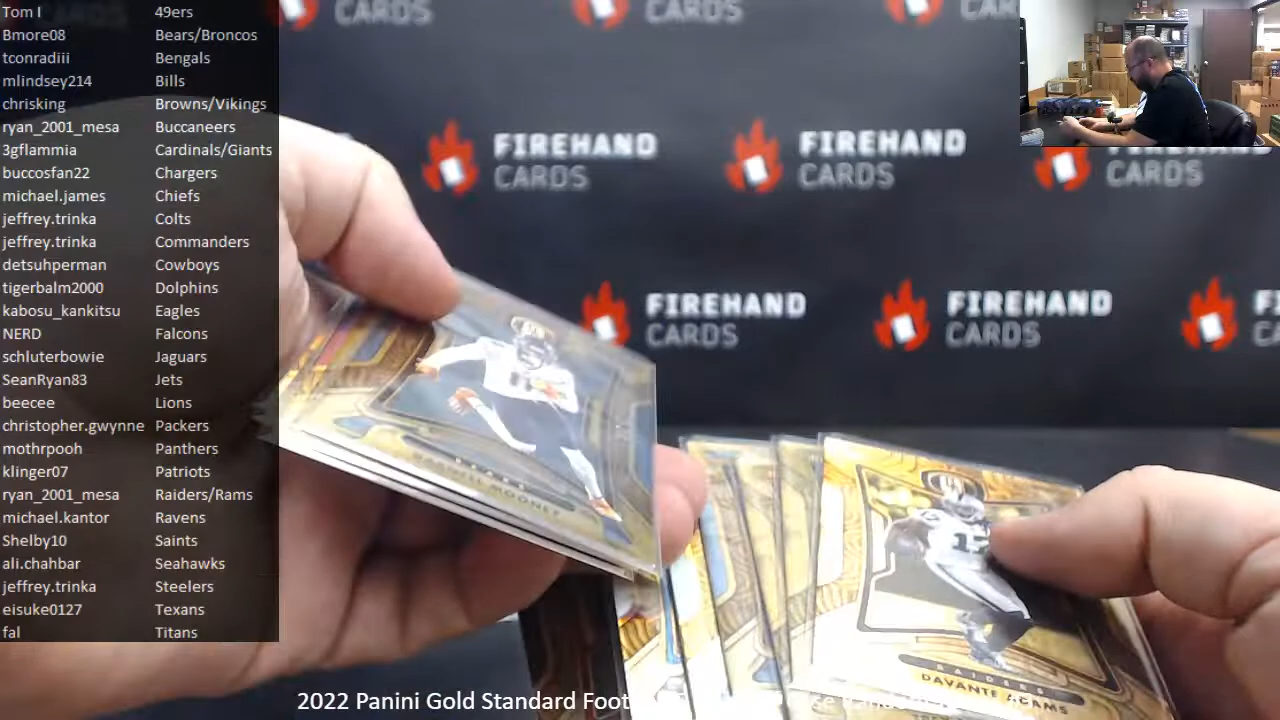 Tom I 49ers
Bmore08 Bears/Broncos
tconradiii Bengals
mlindsey214 Bills
chrisking Browns/Vikings
ryan_2001_mesa Buccaneers
3gflammia Cardinals/Giants
buccosfan22 Chargers
michael.james Chiefs
jeffrey.trinka Colts
jeffrey.trinka Commanders
detsuhperman Cowboys
tigerbalm2000 Dolphins
kabosu_kankitsu Eagles
NERD Falcons
schluterbowie Jaguars
SeanRyan83 Jets
beecee Lions
christopher.gwynne Packers
mothrpooh Panthers
klinger07 Patriots
ryan_2001_mesa Raiders/Rams
michael.kantor Ravens
Shelby10 Saints
ali.chahbar Seahawks
jeffrey.trinka Steelers
eisuke0127 Texans
fal Titans
CARDS
CARDS
FIREHAND
CARDS
FIREHAND
CARDS
CARDS
FIREHAND
CARDS
FIREHAND
CARDS
MOONEY
RAIDERS
DAVANTE ADAMS
2022 Panini Gold Standard